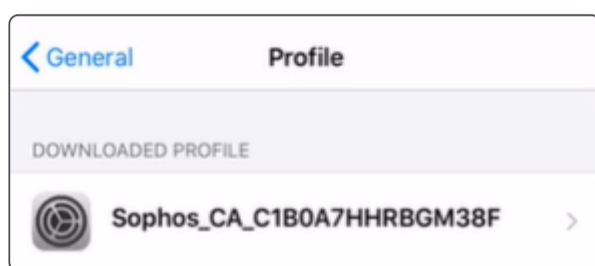 General Profile
DOWNLOADED PROFILE
Sophos_CA_C1B0A7HHRBGM38F